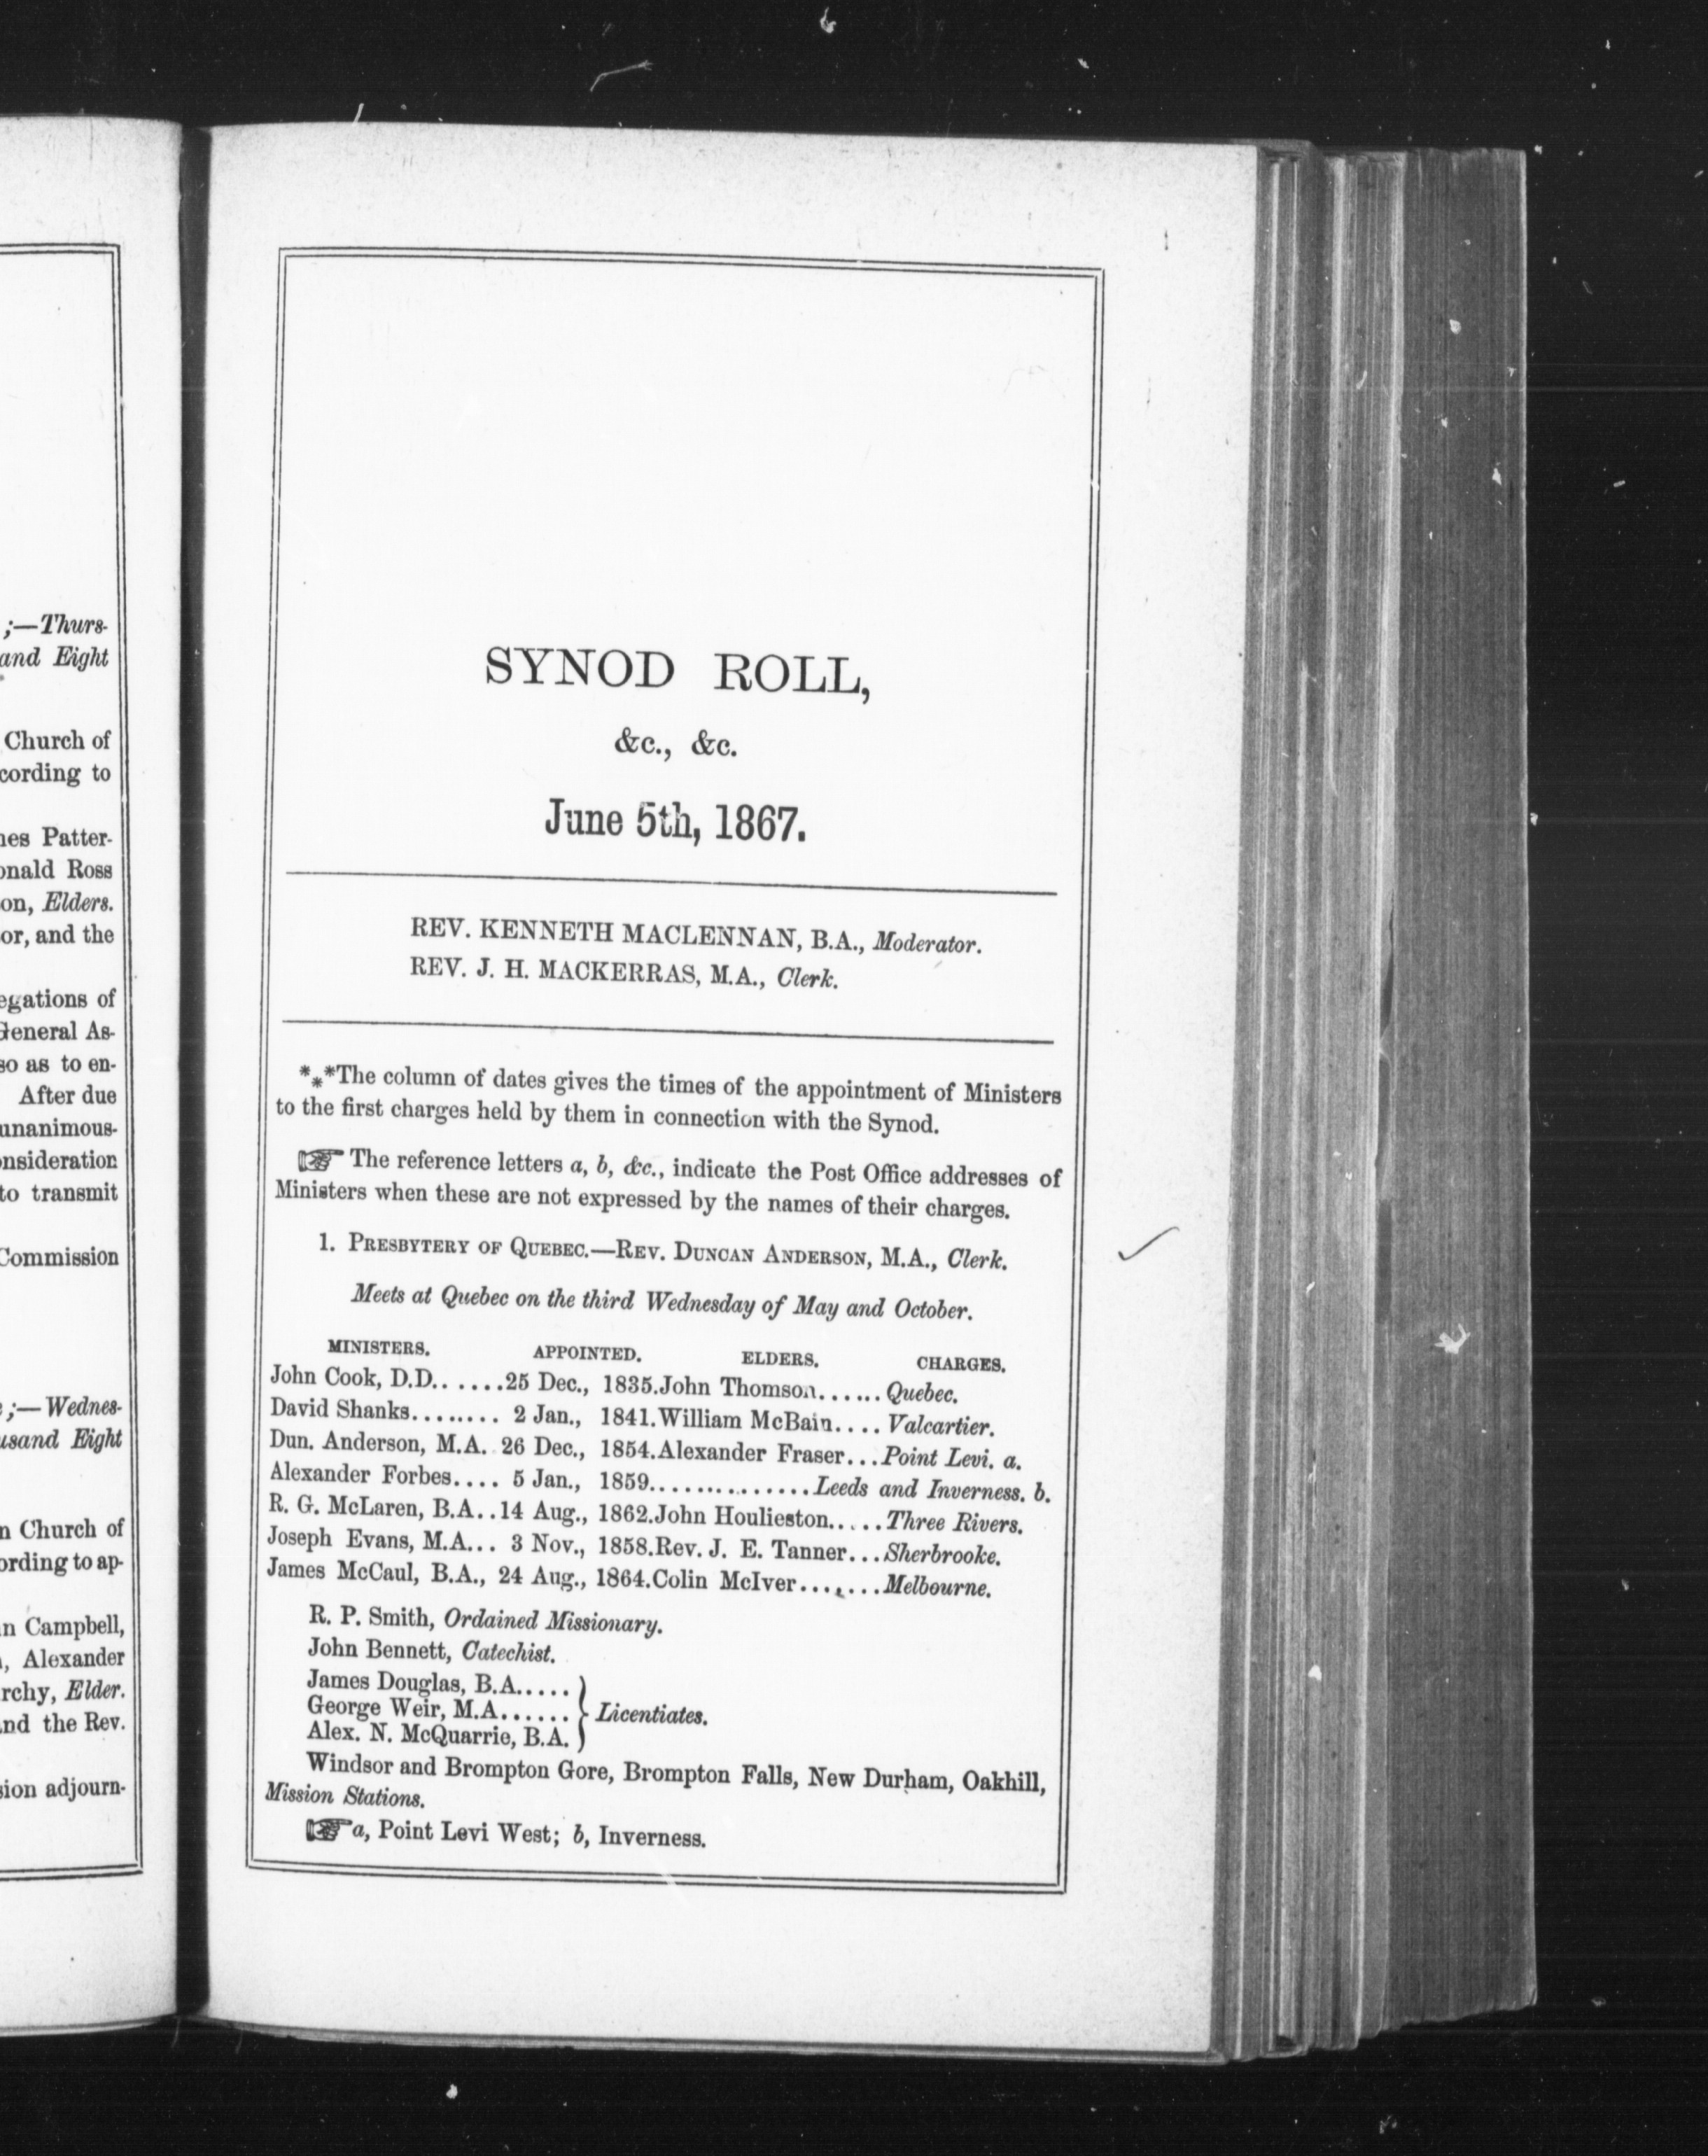 ;—Thurs-
and Eight
Church of
cording to
Patter-
Ross
Elders.
or, and the
of
General As-
so as to en-
After due
unanimous-
to transmit
Commission
;—Wednes-
Eight
Church of
to ap-
Campbell,
Alexander
Elder.
the Rev.
adjourn-
SYNOD ROLL,
&c., &c.
June 5th, 1867.
REV. KENNETH MACLENNAN, B.A., Moderator.
REV. J. H. MACKERRAS, M.A., Clerk.
*⁎*The column of dates gives the times of the appointment of Ministers
to the first charges held by them in connection with the Synod.
☞ The reference letters a, b, &c., indicate the Post Office addresses of
Ministers when these are not expressed by the names of their charges.
1. PRESBYTERY OF QUEBEC.—REV. DUNCAN ANDERSON, M.A., Clerk.
Meets at Quebec on the third Wednesday of May and October.
MINISTERS. APPOINTED. ELDERS. CHARGES.
John Cook, D.D.......25 Dec., 1835.John Thomson......Quebec.
David Shanks........ 2 Jan., 1841.William McBain....Valcartier.
Dun. Anderson, M.A. 26 Dec., 1854.Alexander Fraser...Point Levi. a.
Alexander Forbes.... 5 Jan., 1859...............Leeds and Inverness. b.
R. G. McLaren, B.A..14 Aug., 1862.John Houlieston.....Three Rivers.
Joseph Evans, M.A... 3 Nov., 1858.Rev. J. E. Tanner...Sherbrooke.
James McCaul, B.A., 24 Aug., 1864.Colin McIver.......Melbourne.
R. P. Smith, Ordained Missionary.
John Bennett, Catechist.
James Douglas, B.A.....
George Weir, M.A...... } Licentiates.
Alex. N. McQuarrie, B.A.
Windsor and Brompton Gore, Brompton Falls, New Durham, Oakhill,
Mission Stations.
☞ a, Point Levi West; b, Inverness.